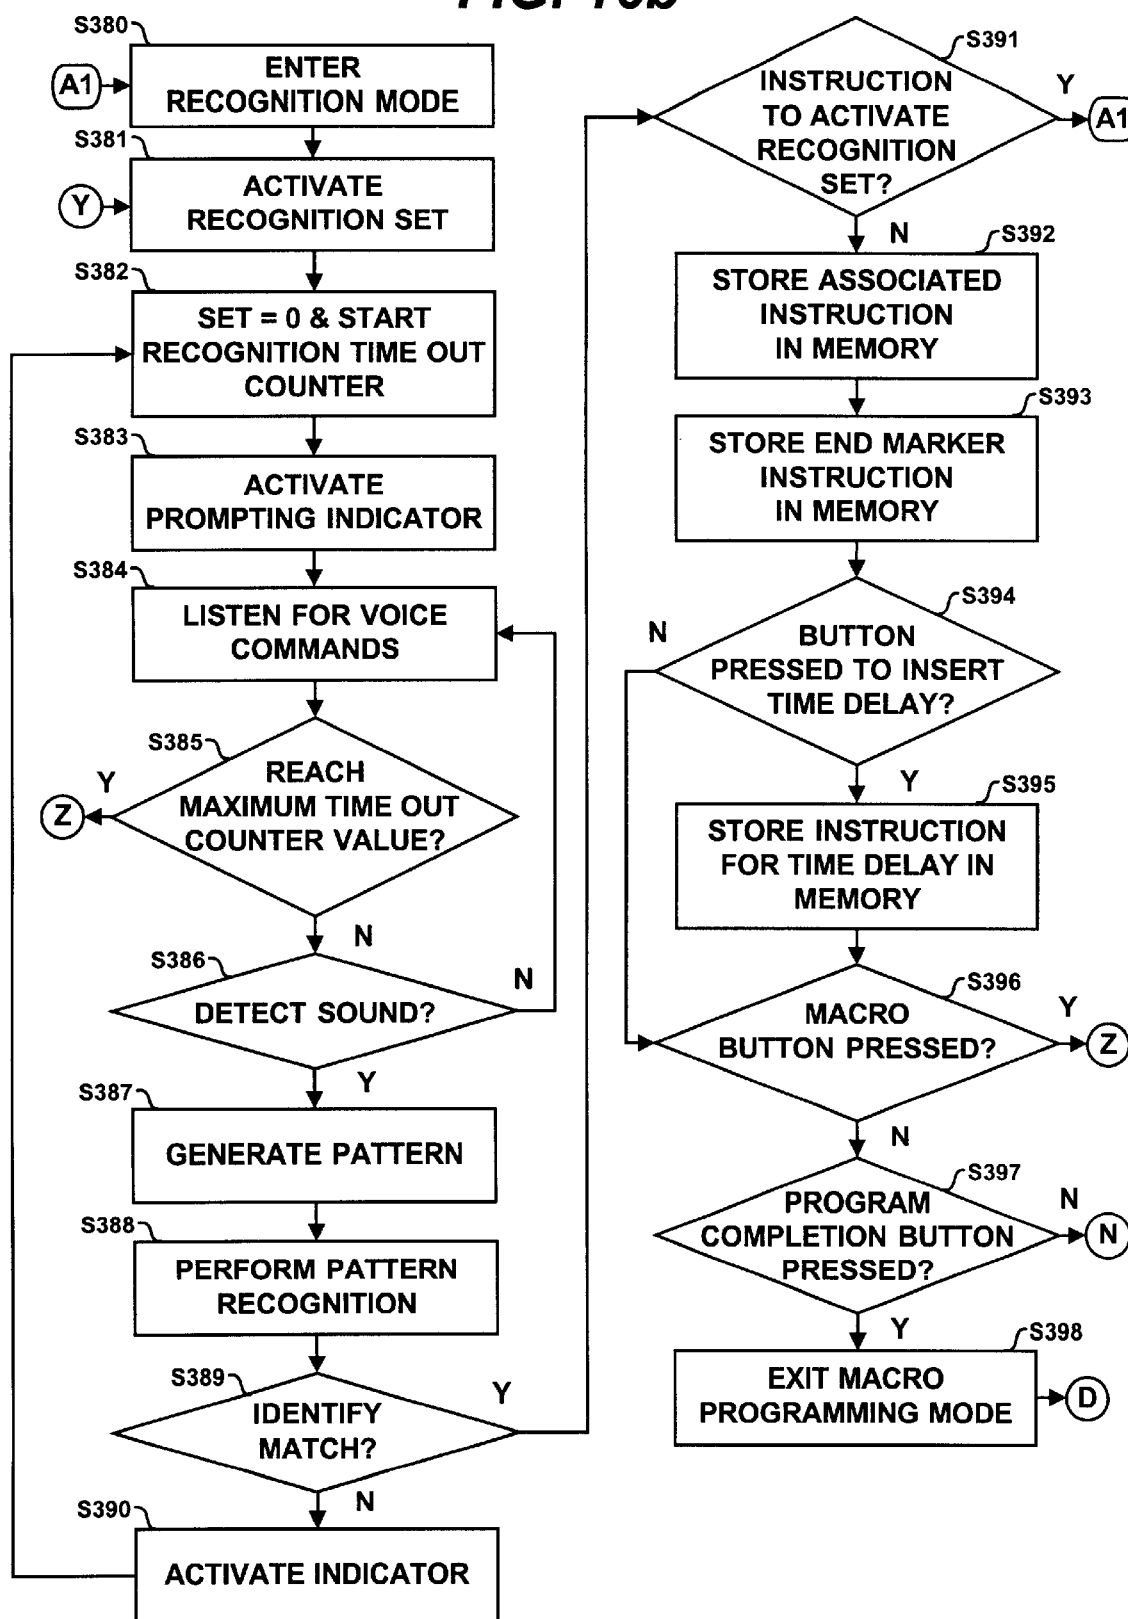 S380
A1
ENTER
RECOGNITION MODE
S381
Y
ACTIVATE
RECOGNITION SET
S382
SET = 0 & START
RECOGNITION TIME OUT
COUNTER
S383
ACTIVATE
PROMPTING INDICATOR
S384
LISTEN FOR VOICE
COMMANDS
S385
REACH
MAXIMUM TIME OUT
COUNTER VALUE?
Y
Z
N
S386
DETECT SOUND?
N
Y
S387
GENERATE PATTERN
S388
PERFORM PATTERN
RECOGNITION
S389
IDENTIFY
MATCH?
Y
N
S390
ACTIVATE INDICATOR
S391
INSTRUCTION
TO ACTIVATE
RECOGNITION
SET?
Y
A1
N
S392
STORE ASSOCIATED
INSTRUCTION
IN MEMORY
S393
STORE END MARKER
INSTRUCTION
IN MEMORY
S394
BUTTON
PRESSED TO INSERT
TIME DELAY?
N
Y
S395
STORE INSTRUCTION
FOR TIME DELAY IN
MEMORY
S396
MACRO
BUTTON PRESSED?
Y
Z
N
S397
PROGRAM
COMPLETION BUTTON
PRESSED?
N
N
Y
S398
EXIT MACRO
PROGRAMMING MODE
D